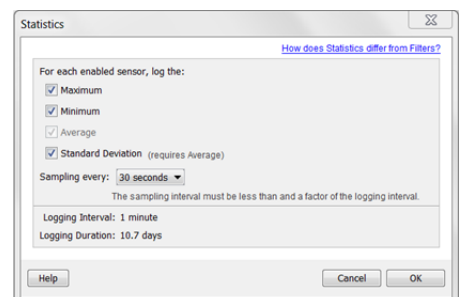 Statistics
How does Statistics differ from Filters?
For each enabled sensor, log the:
Maximum
Minimum
Average
Standard Deviation (requires Average)
Sampling every: 30 seconds
The sampling interval must be less than and a factor of the logging interval.
Logging Interval: 1 minute
Logging Duration: 10.7 days
Help Cancel OK